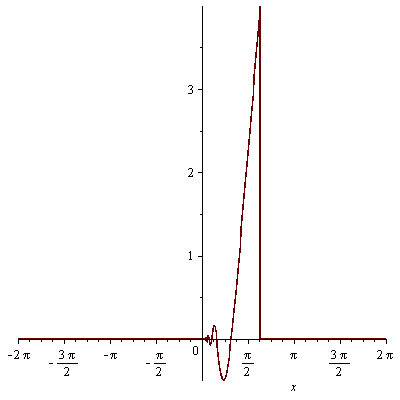 3
2
1
-2 π
- 3 π / 2
-π
- π / 2
0
π / 2
π
3 π / 2
2 π
x